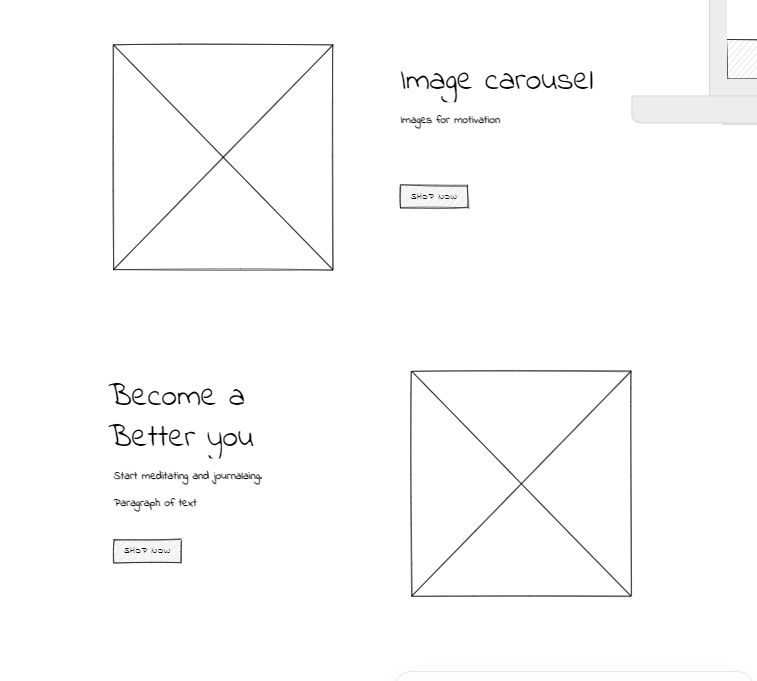 Image carousel
Images for motivation
SHOP NOW
Become a
Better you
Start meditating and journalaing.
Paragraph of text
SHOP NOW